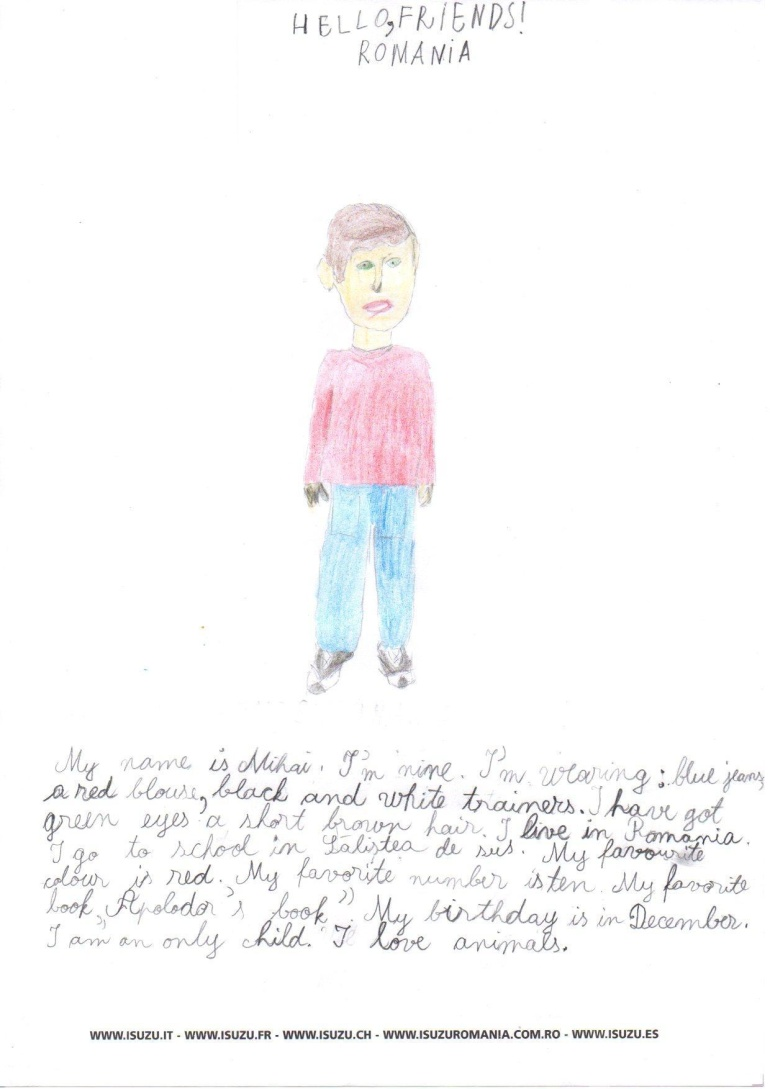 HELLO, FRIENDS!
ROMANIA
My name is Mihai. I'm nine. I'm wearing: blue jeans,
a red blouse, black and white trainers. I have got
green eyes a short brown hair. I live in Romania.
I go to school in Săliștea de sus. My favourite
colour is red. My favorite number is ten. My favorite
book, „Apolodor's book”. My birthday is in December.
I am an only child. I love animals.
WWW.ISUZU.IT - WWW.ISUZU.FR - WWW.ISUZU.CH - WWW.ISUZUROMANIA.COM.RO - WWW.ISUZU.ES